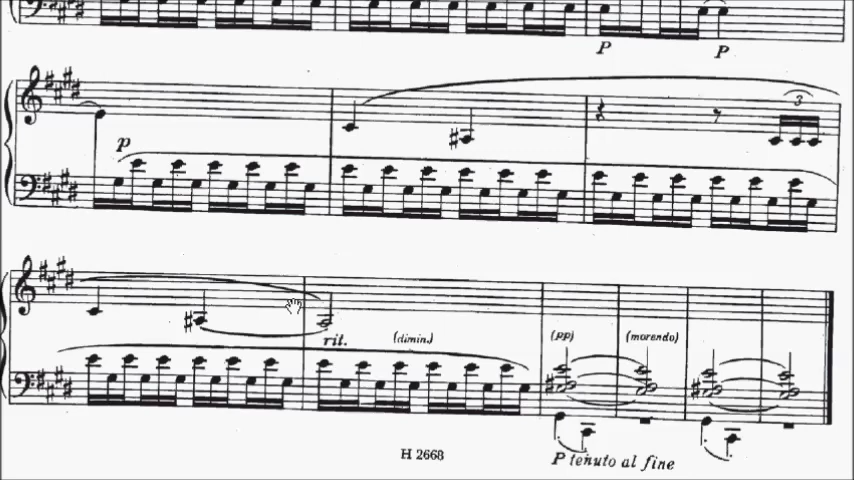 P P
p
3
rit. (dimin.) (pp) (morendo)
P tenuto al fine
H 2668